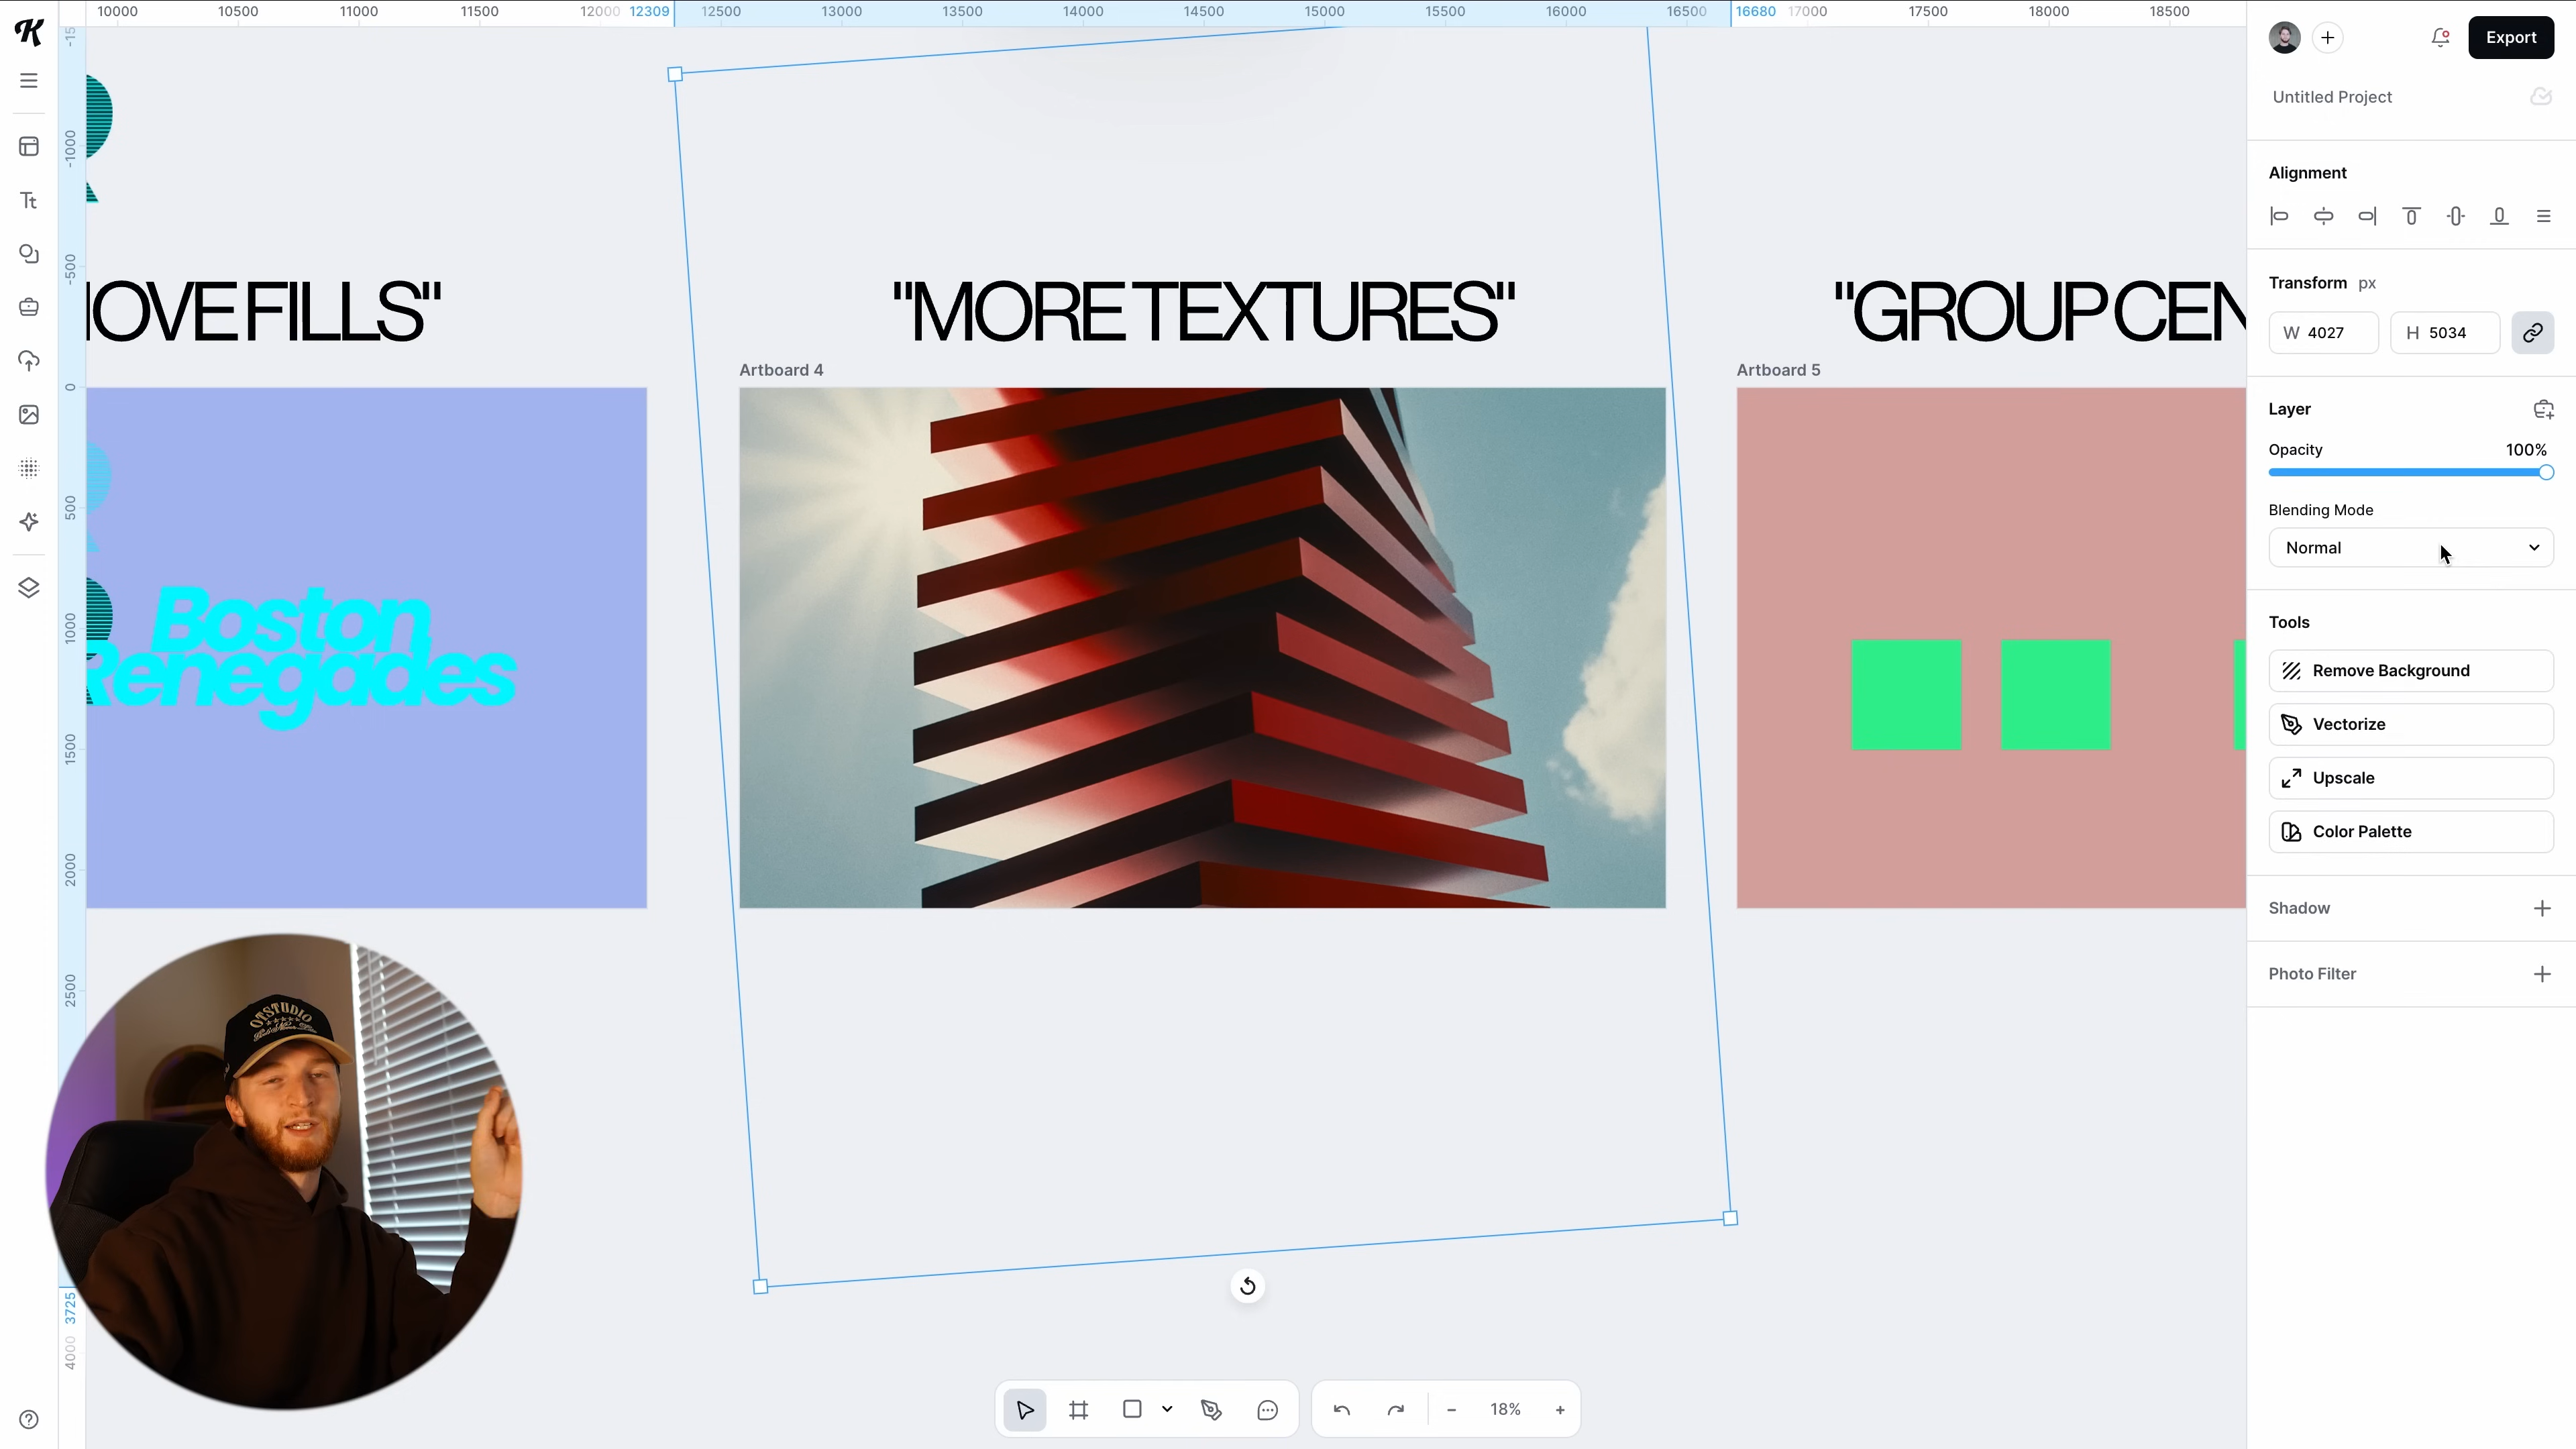 10000 10500 11000 11500 12000 12309 12500 13000 13500 14000 14500 15000 15500 16000 16500 16680 17000 17500 18000 18500
Export
Untitled Project
-15
-1000
-500
0
500
1000
1500
2000
2500
3725
4000
OVE FILLS"
"MORE TEXTURES"
"GROUP CEN
Artboard 4
Artboard 5
Boston
Renegades
OTSTUDIO
Tt
Alignment
Transform px
W 4027 H 5034
Layer
Opacity 100%
Blending Mode
Normal
Tools
Remove Background
Vectorize
Upscale
Color Palette
Shadow
Photo Filter
18%